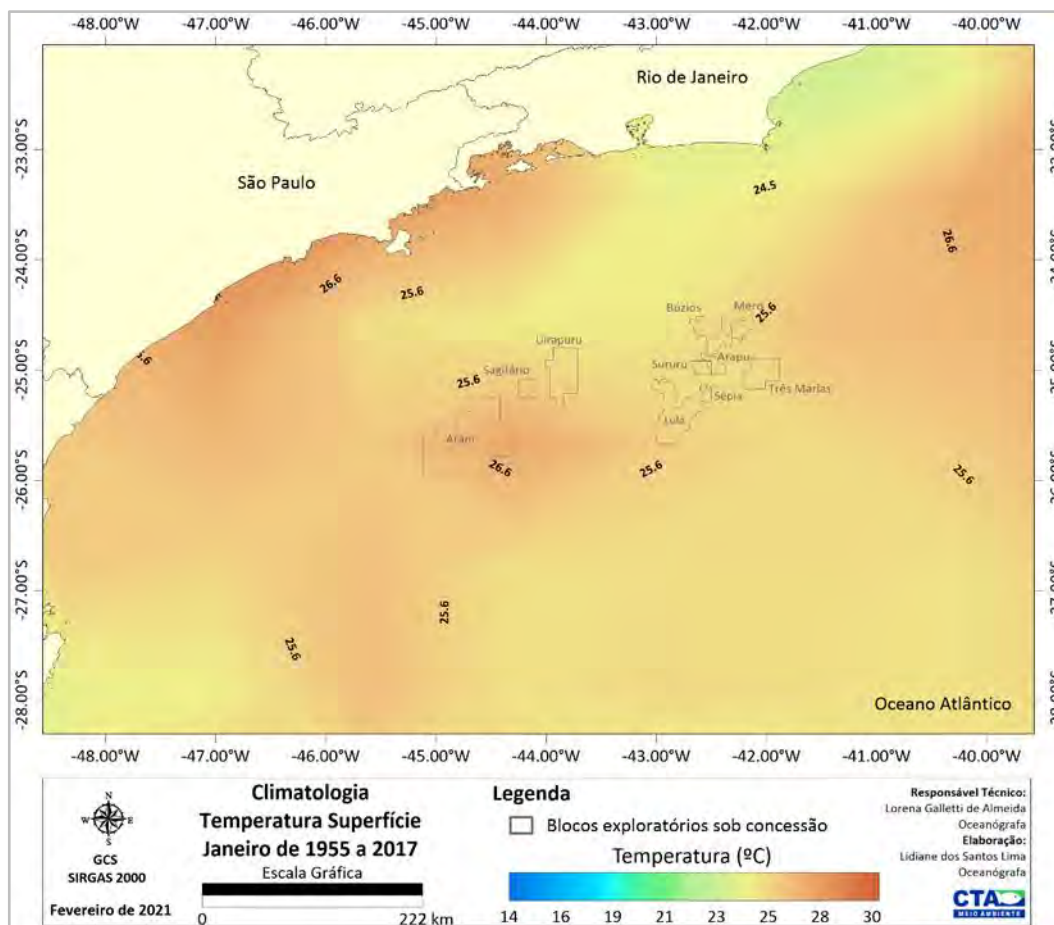 -48.00°W -47.00°W -46.00°W -45.00°W -44.00°W -43.00°W -42.00°W -41.00°W -40.00°W
Rio de Janeiro
-23.00°S
São Paulo
24.5
-24.00°S
26.6
26.6
25.6
Búzios
Mero
25.6
Uirapuru
-25.00°S
25.6
Sagitário
Sururu
Arapu
Sépia
Três Marias
Lula
Aram
26.6
25.6
25.6
-26.00°S
-27.00°S
25.6
25.6
-28.00°S
Oceano Atlântico
-48.00°W -47.00°W -46.00°W -45.00°W -44.00°W -43.00°W -42.00°W -41.00°W -40.00°W
N
W E
S
GCS
SIRGAS 2000
Fevereiro de 2021
Climatologia
Temperatura Superfície
Janeiro de 1955 a 2017
Escala Gráfica
0 222 km
Legenda
Blocos exploratórios sob concessão
Temperatura (ºC)
14 16 19 21 23 25 28 30
Responsável Técnico:
Lorena Galletti de Almeida
Oceanógrafa
Elaboração:
Lidiane dos Santos Lima
Oceanógrafa
CTA
MEIO AMBIENTE